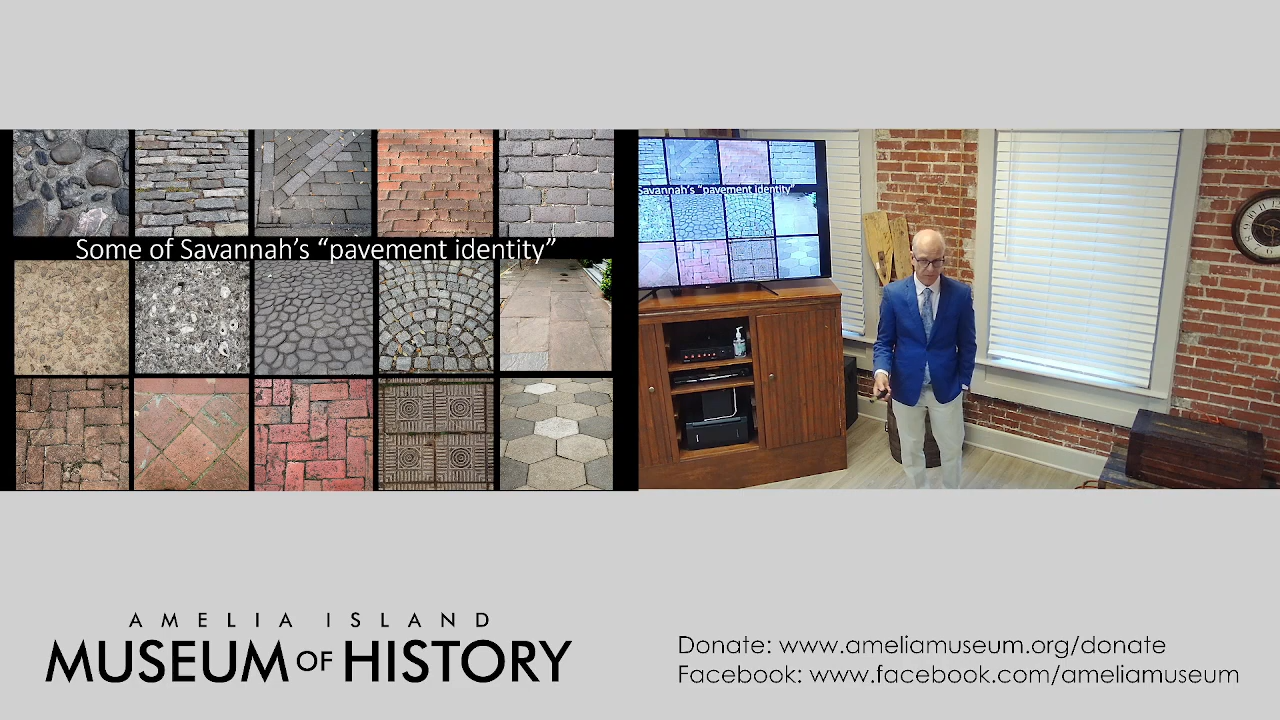 Some of Savannah's “pavement identity”
Savannah's “pavement identity”
AMELIA ISLAND
MUSEUM OF HISTORY
Donate: www.ameliamuseum.org/donate
Facebook: www.facebook.com/ameliamuseum